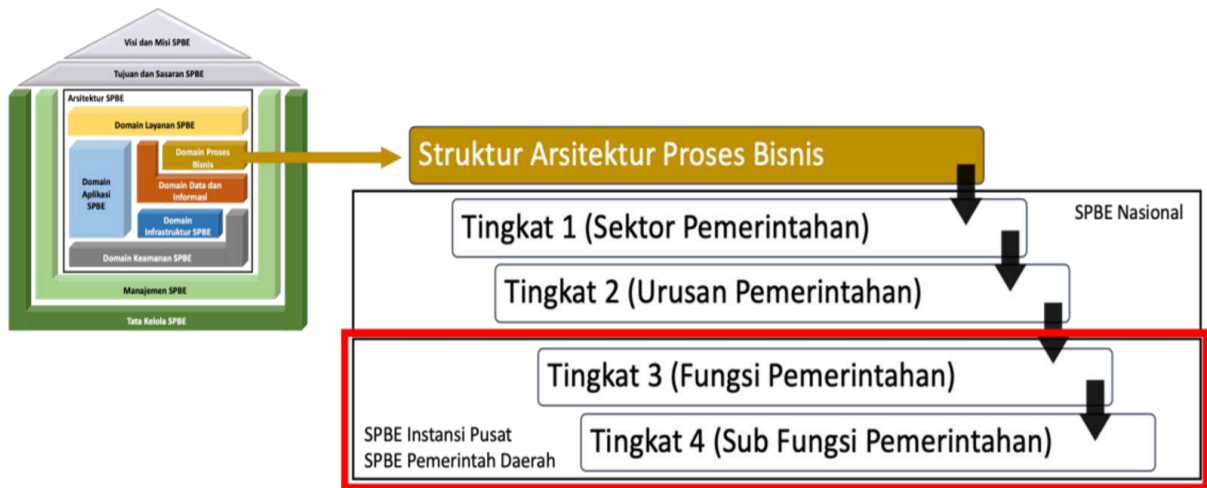 Visi dan Misi SPBE
Tujuan dan Sasaran SPBE
Arsitektur SPBE
Domain Layanan SPBE
Domain Aplikasi SPBE
Domain Proses
Bisnis
Domain Data dan
Informasi
Domain
Infrastruktur SPBE
Domain Keamanan SPBE
Manajemen SPBE
Tata Kelola SPBE
Struktur Arsitektur Proses Bisnis
SPBE Nasional
Tingkat 1 (Sektor Pemerintahan)
Tingkat 2 (Urusan Pemerintahan)
Tingkat 3 (Fungsi Pemerintahan)
Tingkat 4 (Sub Fungsi Pemerintahan)
SPBE Instansi Pusat
SPBE Pemerintah Daerah